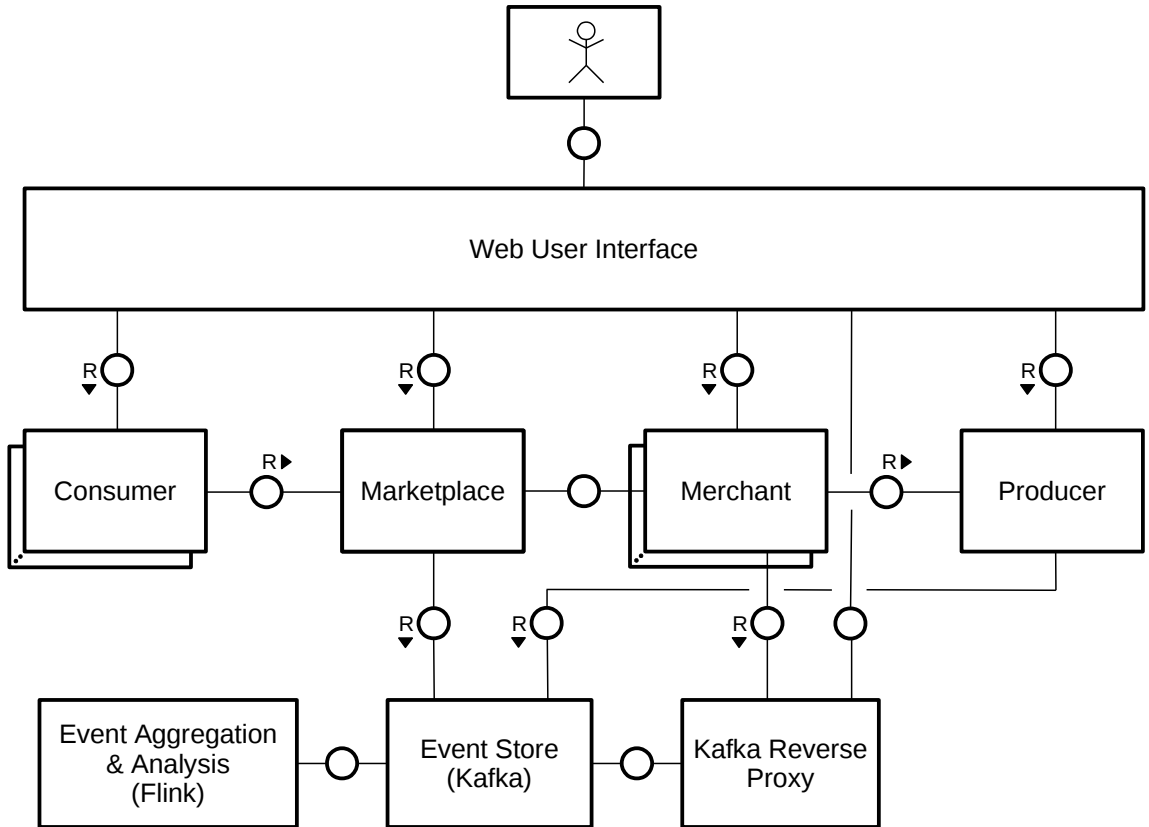 Web User Interface
R
R
R
R
Consumer
R
Marketplace
Merchant
R
Producer
R
R
R
Event Aggregation
& Analysis
(Flink)
Event Store
(Kafka)
Kafka Reverse
Proxy